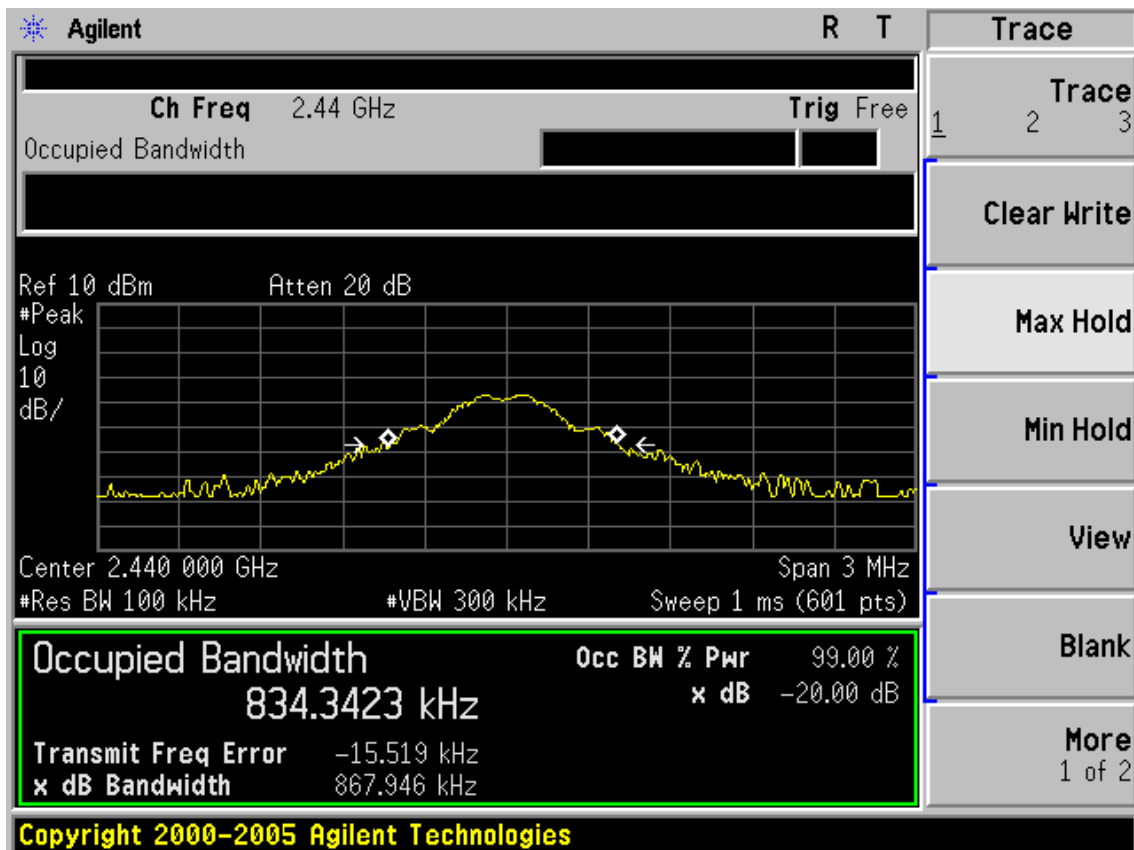 Agilent R T Trace
Ch Freq 2.44 GHz Trig Free
Occupied Bandwidth
Trace
1 2 3
Clear Write
Max Hold
Min Hold
View
Blank
More
1 of 2
Ref 10 dBm Atten 20 dB
#Peak
Log
10
dB/
Center 2.440 000 GHz Span 3 MHz
#Res BW 100 kHz #VBW 300 kHz Sweep 1 ms (601 pts)
Occupied Bandwidth Occ BW % Pwr 99.00 %
834.3423 kHz x dB -20.00 dB
Transmit Freq Error -15.519 kHz
x dB Bandwidth 867.946 kHz
Copyright 2000-2005 Agilent Technologies